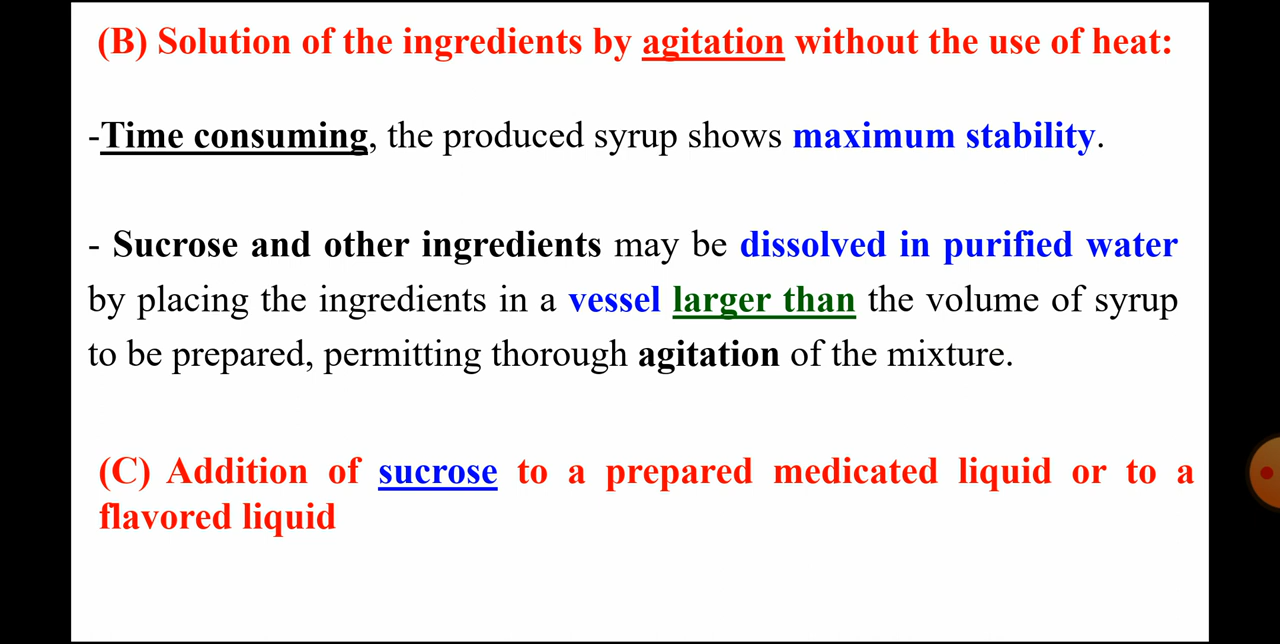 (B) Solution of the ingredients by agitation without the use of heat:
-Time consuming, the produced syrup shows maximum stability.
- Sucrose and other ingredients may be dissolved in purified water
by placing the ingredients in a vessel larger than the volume of syrup
to be prepared, permitting thorough agitation of the mixture.
(C) Addition of sucrose to a prepared medicated liquid or to a
flavored liquid